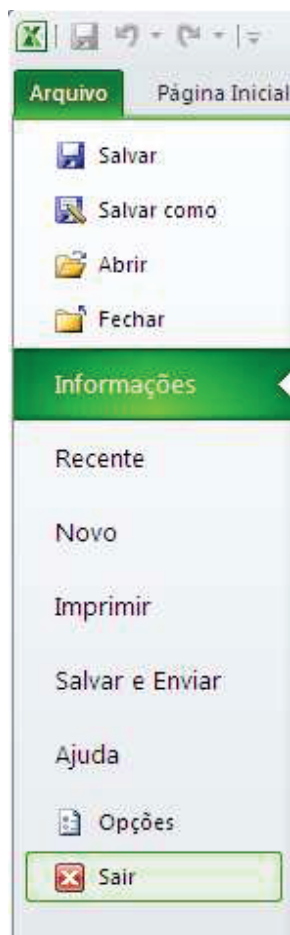 Arquivo Página Inicial
Salvar
Salvar como
Abrir
Fechar
Informações
Recente
Novo
Imprimir
Salvar e Enviar
Ajuda
Opções
Sair